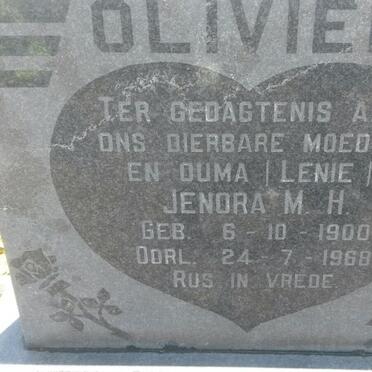 OLIVIE
TER GEDAGTENIS A
ONS DIERBARE MOED
EN OUMA (LENIE)
JENORA M. H.
GEB. 6-10-1900
OORL. 24-7-1968
RUS IN VREDE